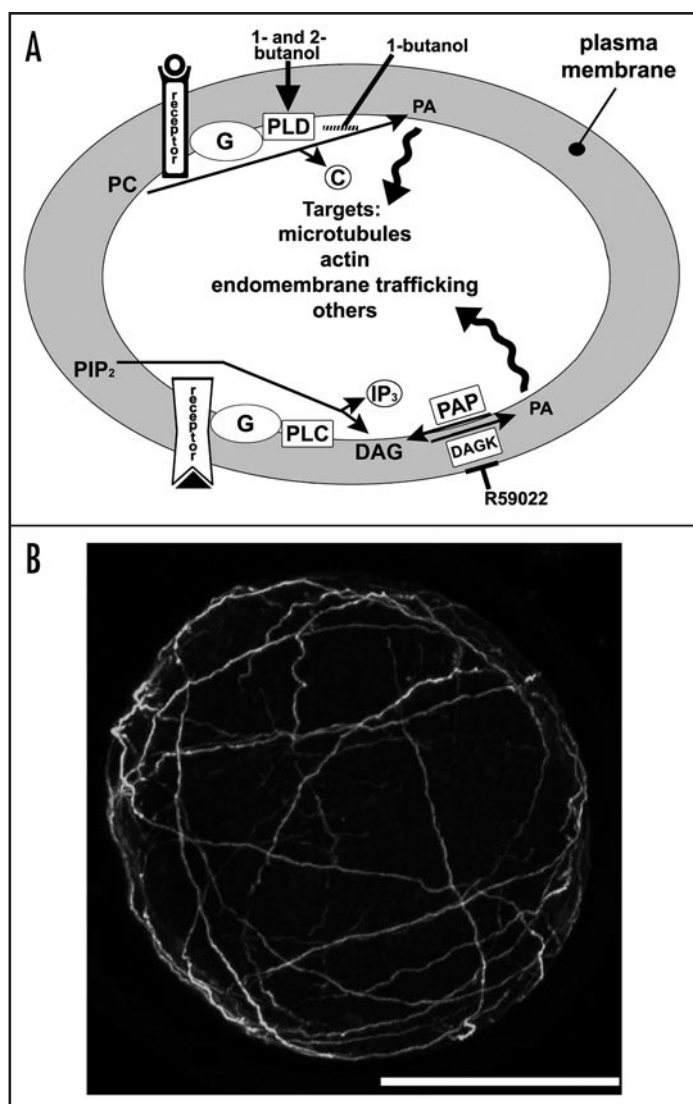 A
1- and 2-
butanol
1-butanol
plasma
membrane
receptor
G
PLD
PA
PC
C
Targets:
microtubules
actin
endomembrane trafficking
others
PIP₂
receptor
G
PLC
IP₃
DAG
PAP
DAGK
PA
R59022
B